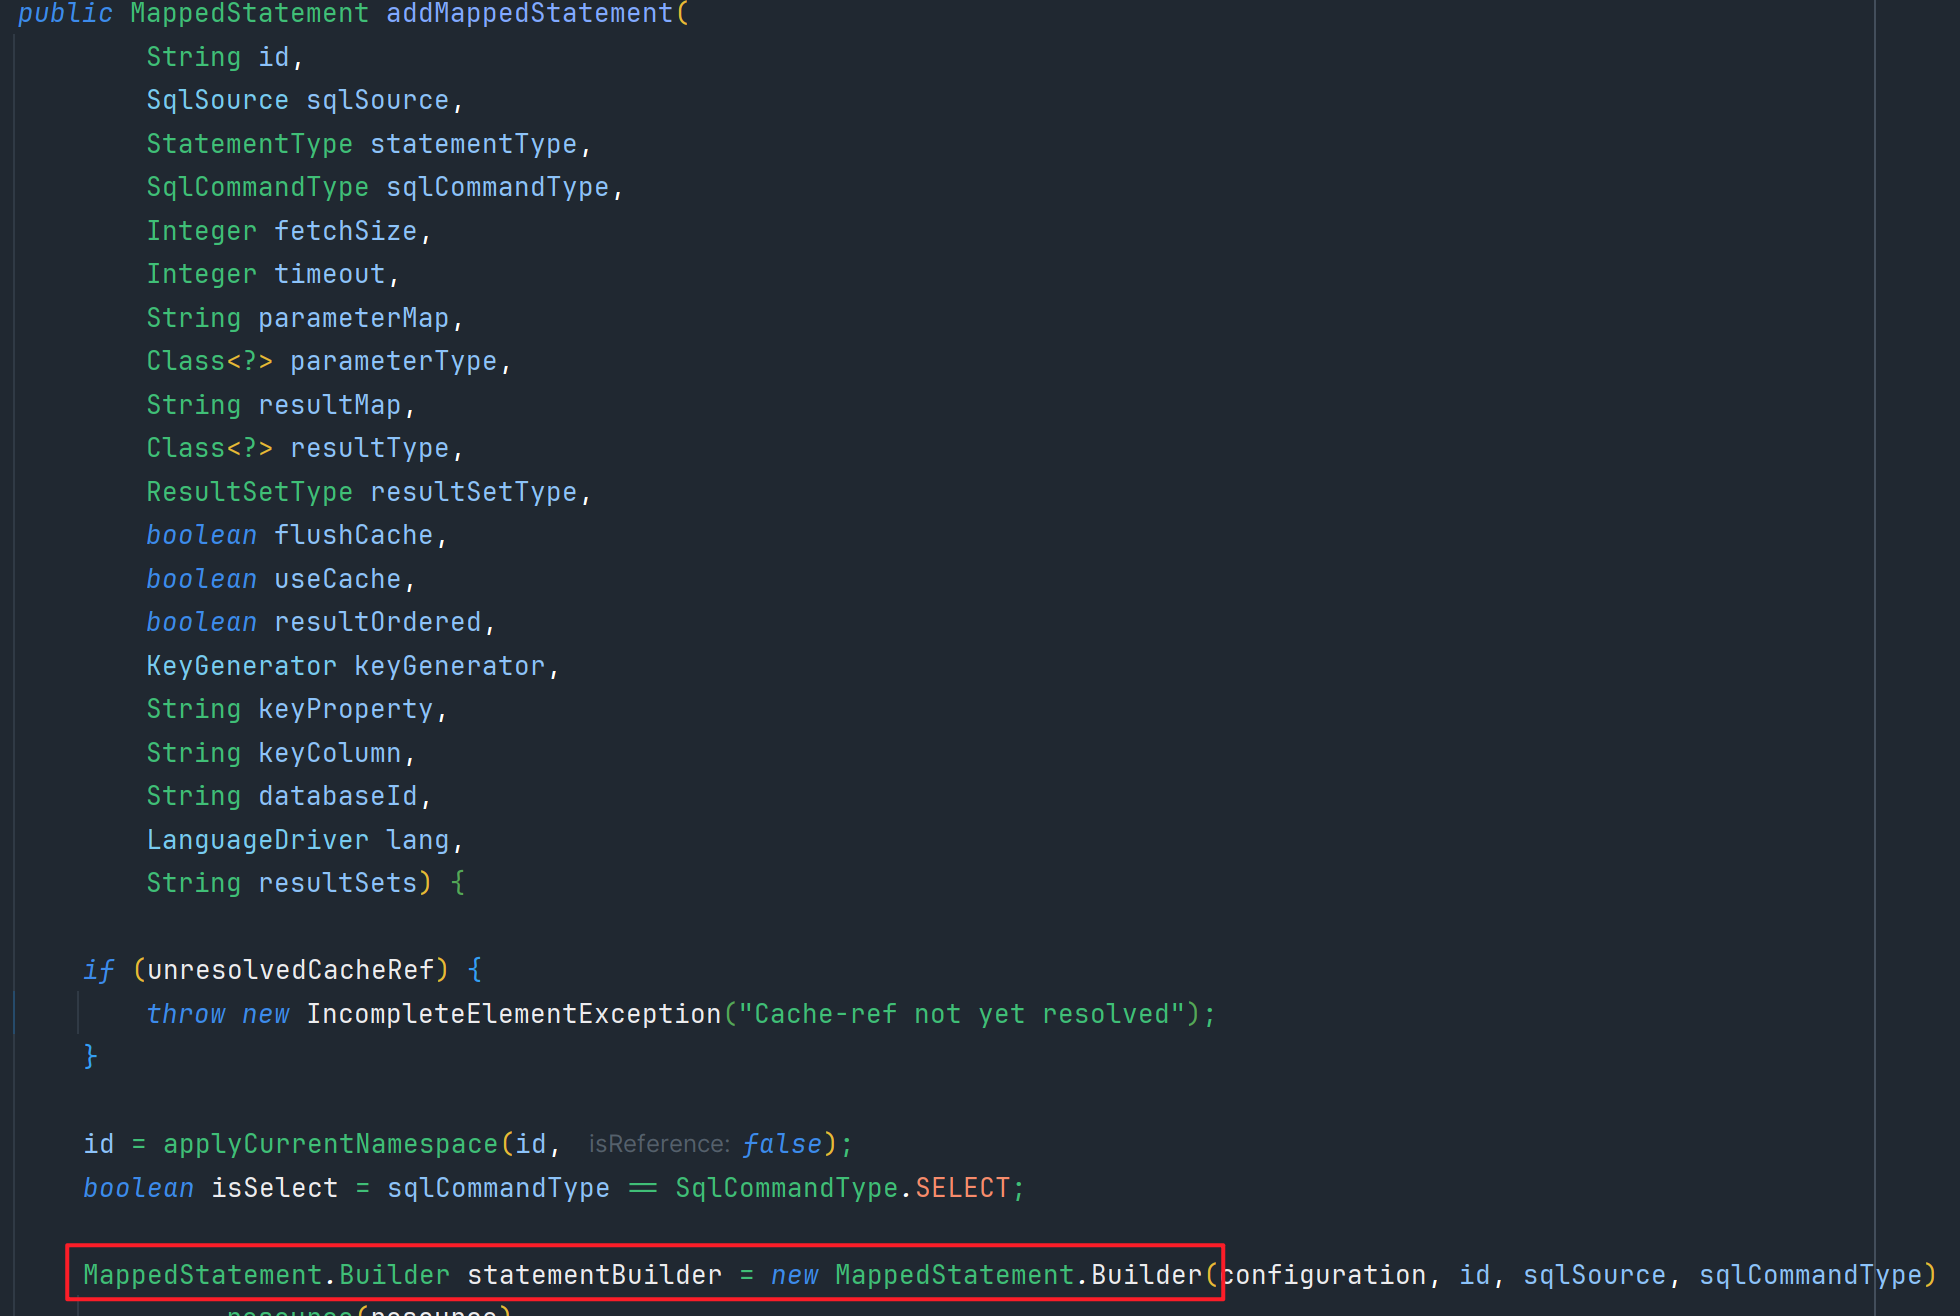 public MappedStatement addMappedStatement(
String id,
SqlSource sqlSource,
StatementType statementType,
SqlCommandType sqlCommandType,
Integer fetchSize,
Integer timeout,
String parameterMap,
Class<?> parameterType,
String resultMap,
Class<?> resultType,
ResultSetType resultSetType,
boolean flushCache,
boolean useCache,
boolean resultOrdered,
KeyGenerator keyGenerator,
String keyProperty,
String keyColumn,
String databaseId,
LanguageDriver lang,
String resultSets) {
if (unresolvedCacheRef) {
throw new IncompleteElementException("Cache-ref not yet resolved");
}
id = applyCurrentNamespace(id, isReference: false);
boolean isSelect = sqlCommandType == SqlCommandType.SELECT;
MappedStatement.Builder statementBuilder = new MappedStatement.Builder(configuration, id, sqlSource, sqlCommandType)
resource(resource)